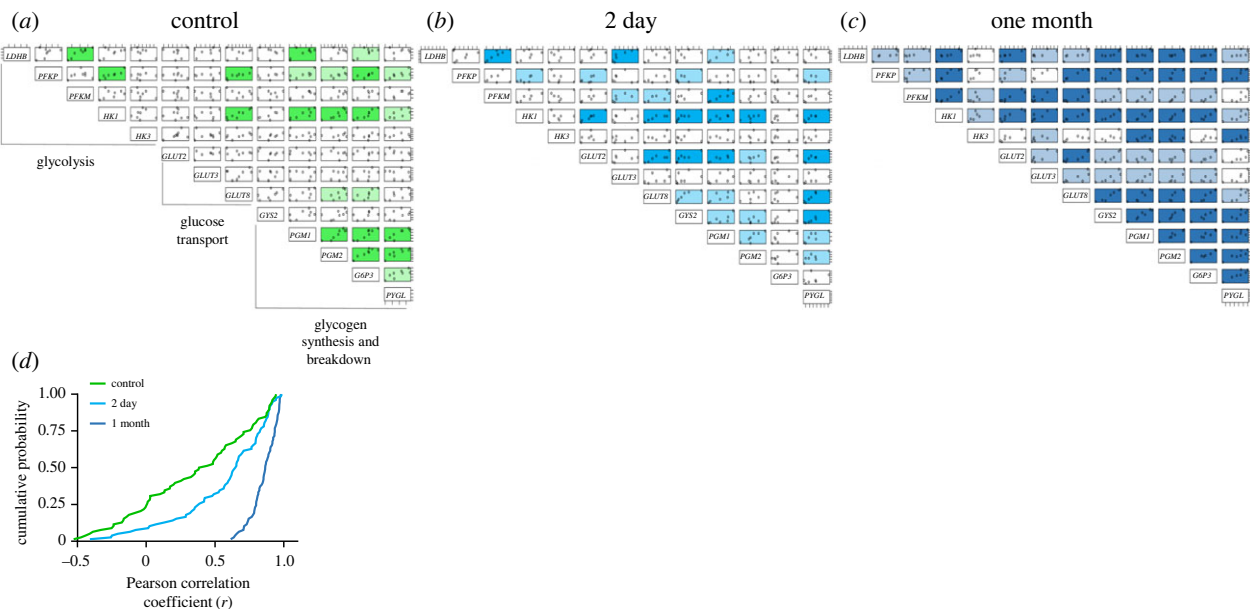 (a) control
LDHB
PFKP
PFKM
HK1
HK3
GLUT2
GLUT3
GLUT8
GYS2
PGM1
PGM2
G6P3
PYGL
glycolysis
glucose
transport
glycogen
synthesis and
breakdown
(b) 2 day
LDHB
PFKP
PFKM
HK1
HK3
GLUT2
GLUT3
GLUT8
GYS2
PGM1
PGM2
G6P3
PYGL
(c) one month
LDHB
PFKP
PFKM
HK1
HK3
GLUT2
GLUT3
GLUT8
GYS2
PGM1
PGM2
G6P3
PYGL
(d)
control
2 day
1 month
cumulative probability
1.00
0.75
0.50
0.25
0
–0.5 0 0.5 1.0
Pearson correlation
coefficient (r)